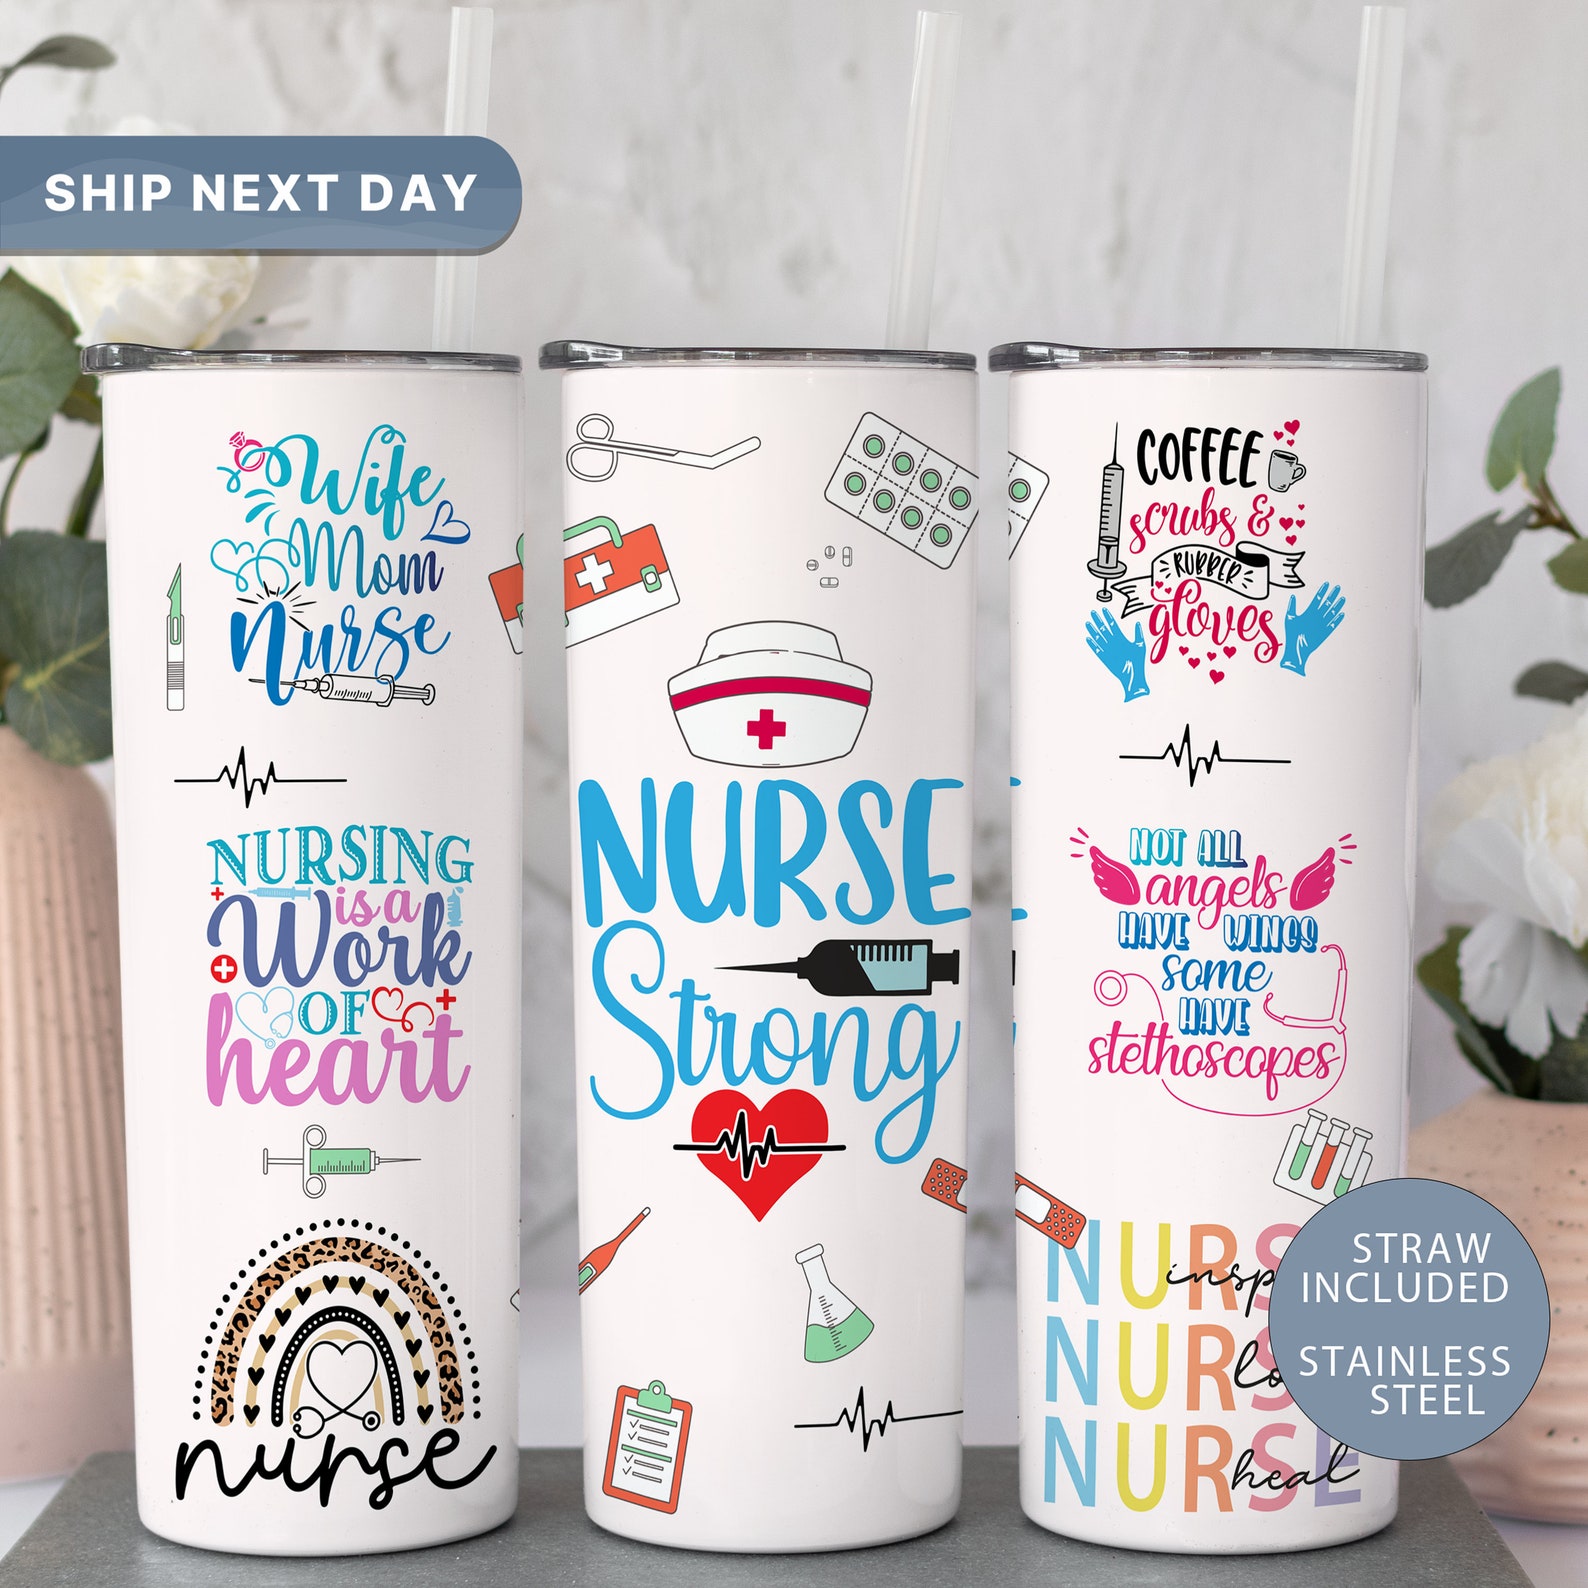 SHIP NEXT DAY
Wife
Mom
Nurse
NURSING
is a
Work
OF
heart
nurse
NURSE
Strong
COFFEE
scrubs &
RUBBER
gloves
NOT ALL
angels
HAVE WINGS
some
HAVE
stethoscopes
NURS
NURS
NURSE
heal
STRAW
INCLUDED
STAINLESS
STEEL